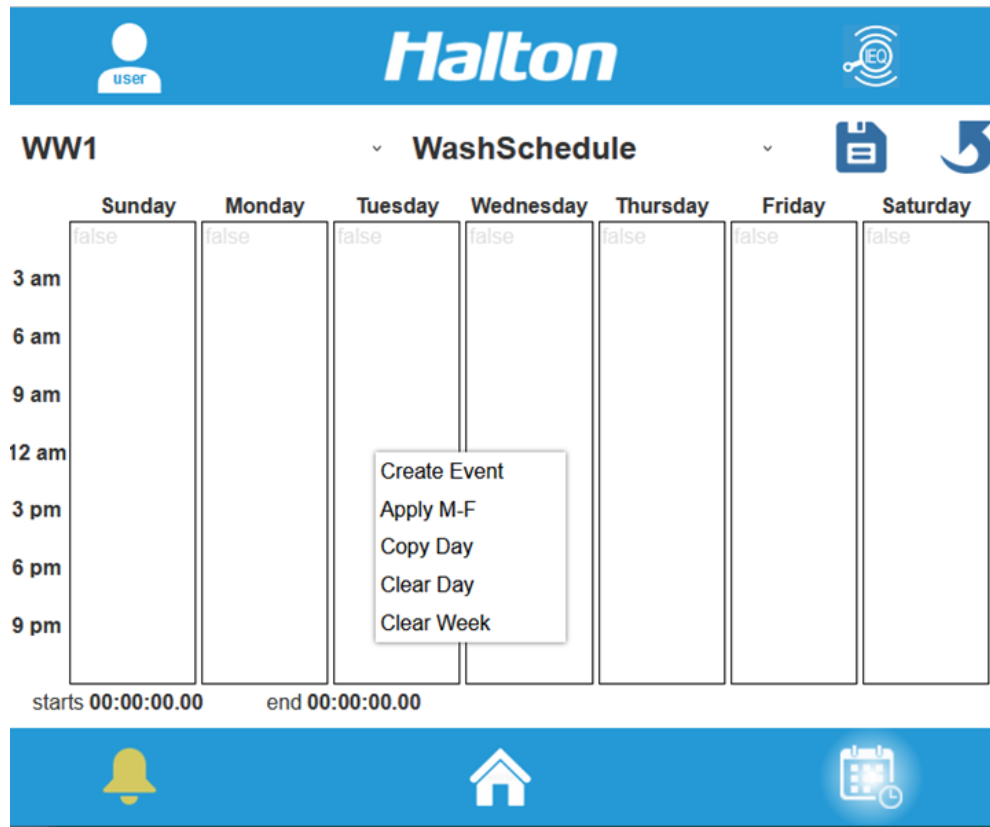 user
Halton
IEQ
WW1
WashSchedule
Sunday Monday Tuesday Wednesday Thursday Friday Saturday
false false false false false false false
3 am
6 am
9 am
12 am
Create Event
3 pm
Apply M-F
Copy Day
6 pm
Clear Day
9 pm
Clear Week
starts 00:00:00.00 end 00:00:00.00